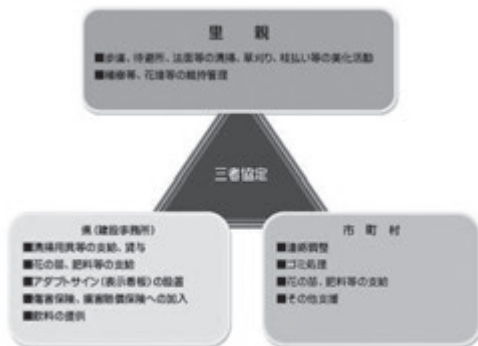 里 親
■歩道、待避所、法面等の清掃、草刈り、枝払い等の美化活動
■植樹等、花壇等の維持管理
三者協定
県(建設事務所)
■清掃用具等の支給、貸与
■花の苗、肥料等の支給
■アダプトサイン(表示看板)の設置
■傷害保険、損害賠償保険への加入
■飲料の提供
市 町 村
■連絡調整
■ゴミ処理
■花の苗、肥料等の支給
■その他支援